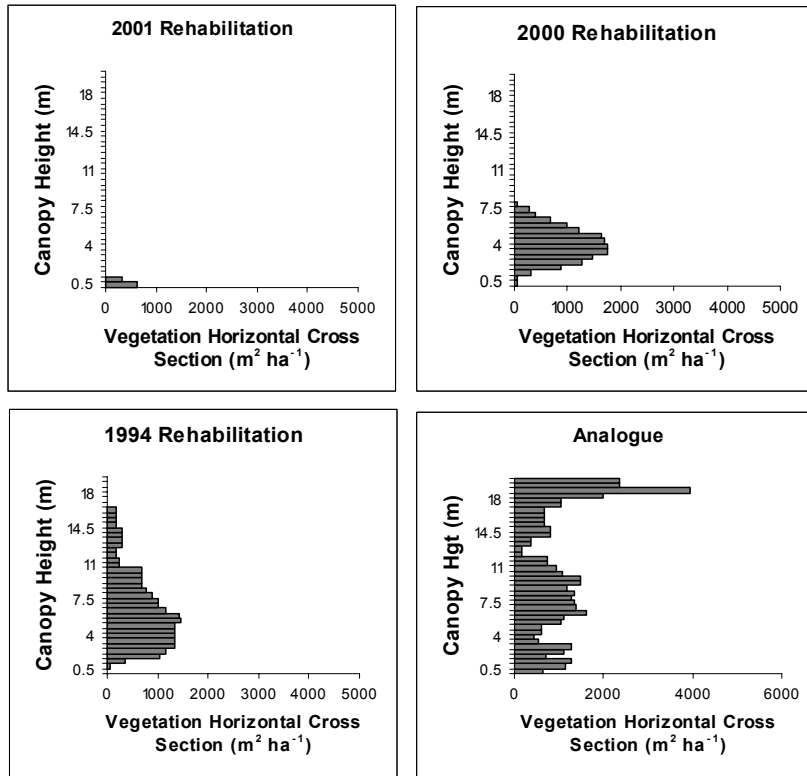 2001 Rehabilitation
Canopy Height (m)
18
14.5
11
7.5
4
0.5
0 1000 2000 3000 4000 5000
Vegetation Horizontal Cross
Section (m² ha⁻¹)
2000 Rehabilitation
Canopy Height (m)
18
14.5
11
7.5
4
0.5
0 1000 2000 3000 4000 5000
Vegetation Horizontal Cross
Section (m² ha⁻¹)
1994 Rehabilitation
Canopy Height (m)
18
14.5
11
7.5
4
0.5
0 1000 2000 3000 4000 5000
Vegetation Horizontal Cross
Section (m² ha⁻¹)
Analogue
Canopy Hgt (m)
18
14.5
11
7.5
4
0.5
0 2000 4000 6000
Vegetation Horizontal Cross
Section (m² ha⁻¹)